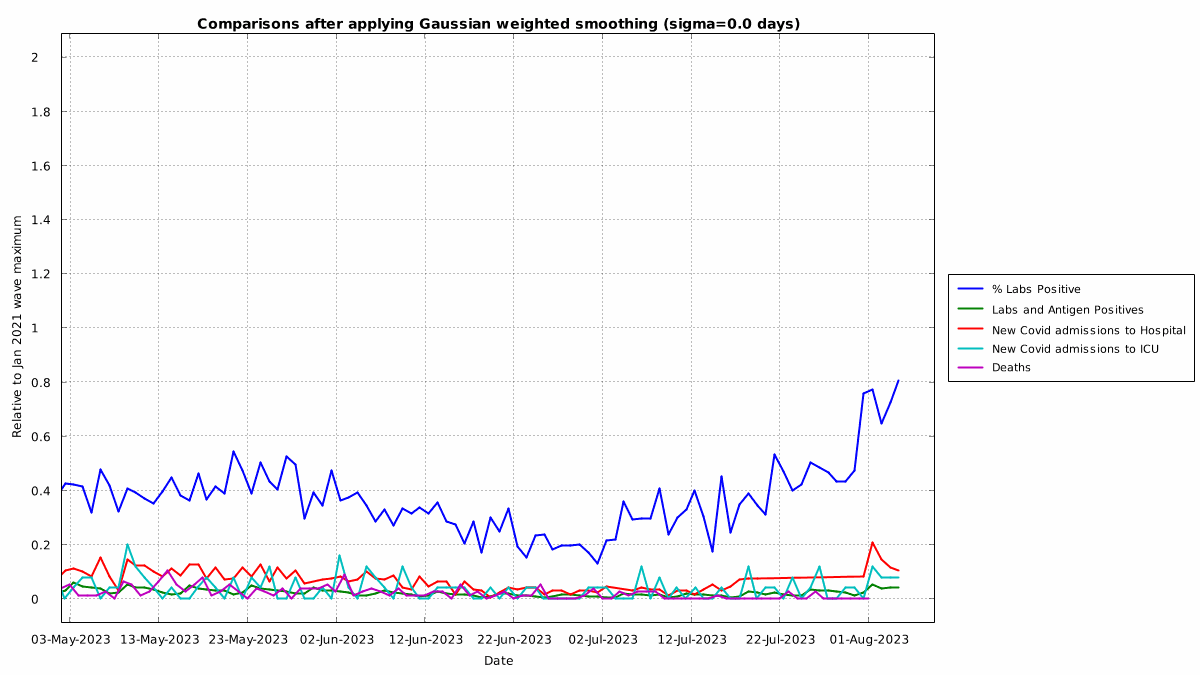 Comparisons after applying Gaussian weighted smoothing (sigma=0.0 days)
2
1.8
1.6
1.4
1.2
1
0.8
0.6
0.4
0.2
0
Relative to Jan 2021 wave maximum
03-May-2023 13-May-2023 23-May-2023 02-Jun-2023 12-Jun-2023 22-Jun-2023 02-Jul-2023 12-Jul-2023 22-Jul-2023 01-Aug-2023
Date
% Labs Positive
Labs and Antigen Positives
New Covid admissions to Hospital
New Covid admissions to ICU
Deaths